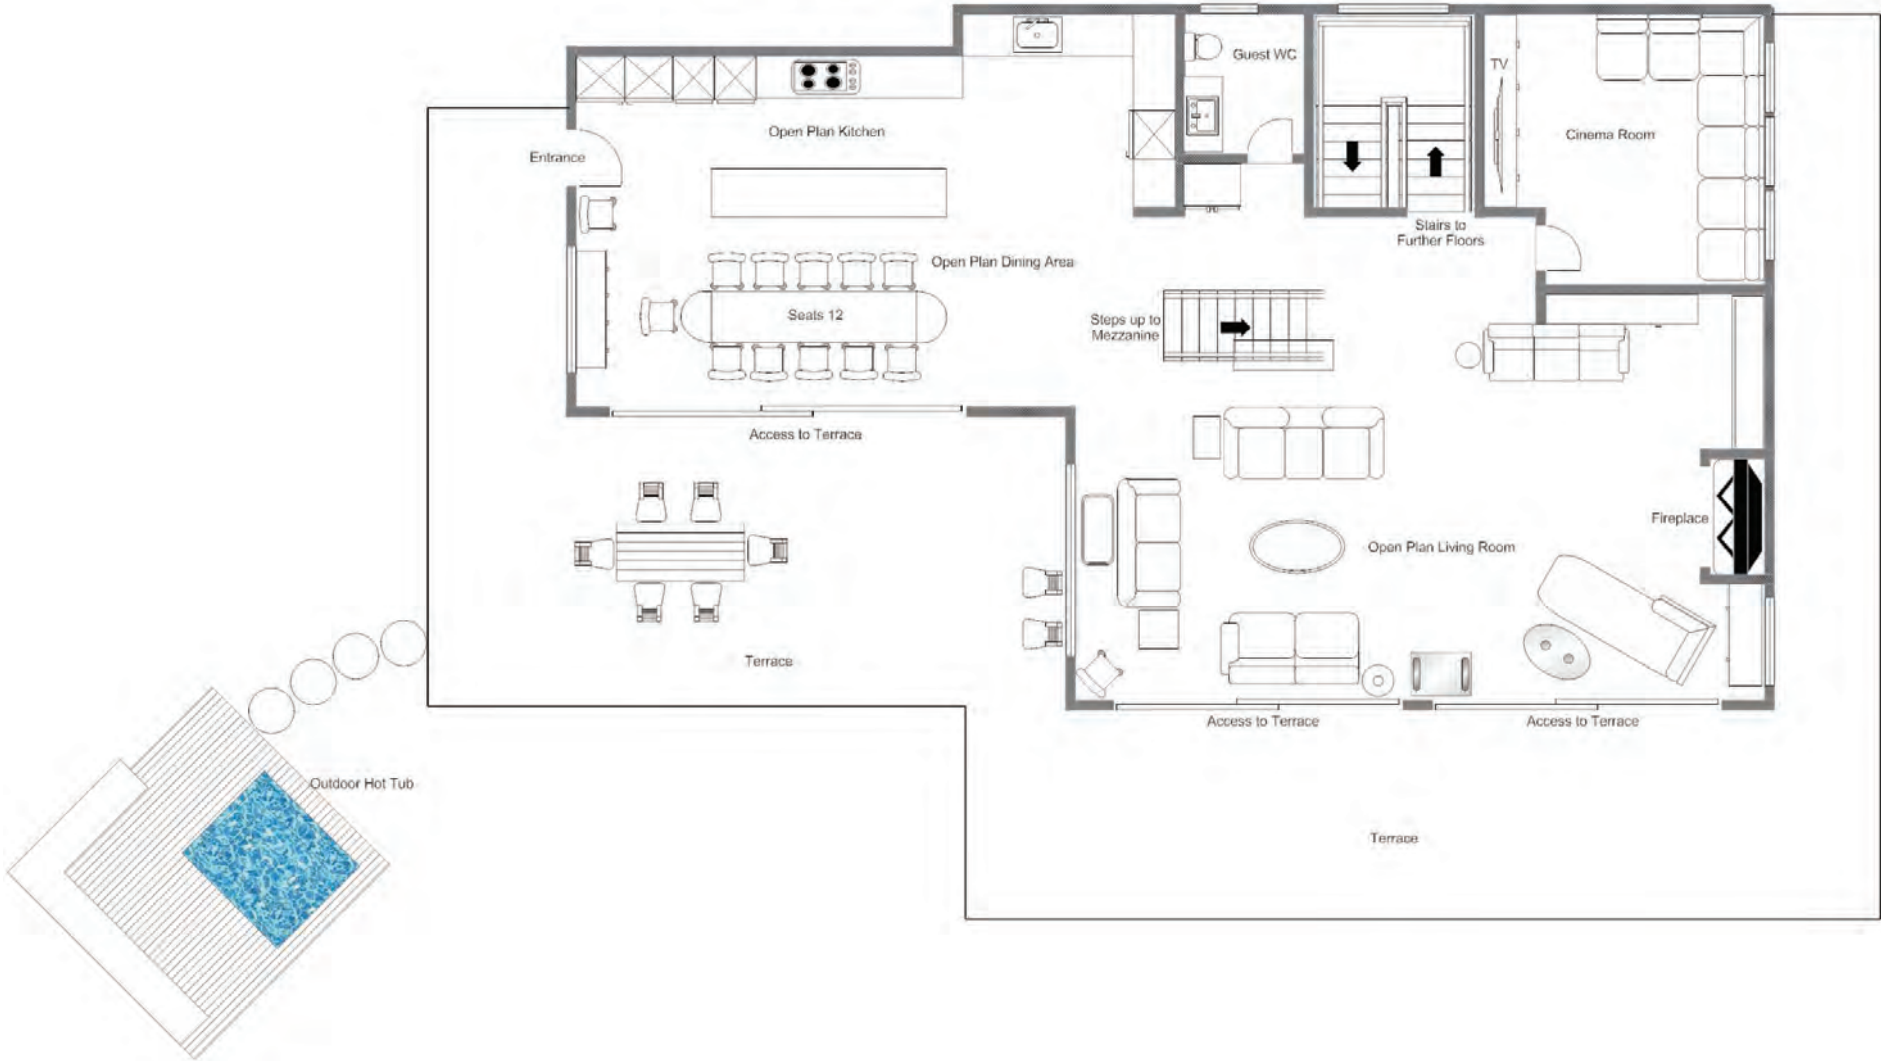 Guest WC
TV
Open Plan Kitchen
Cinema Room
Entrance
Stairs to
Further Floors
Open Plan Dining Area
Seats 12
Steps up to
Mezzanine
Access to Terrace
Fireplace
Open Plan Living Room
Terrace
Access to Terrace
Access to Terrace
Outdoor Hot Tub
Terrace